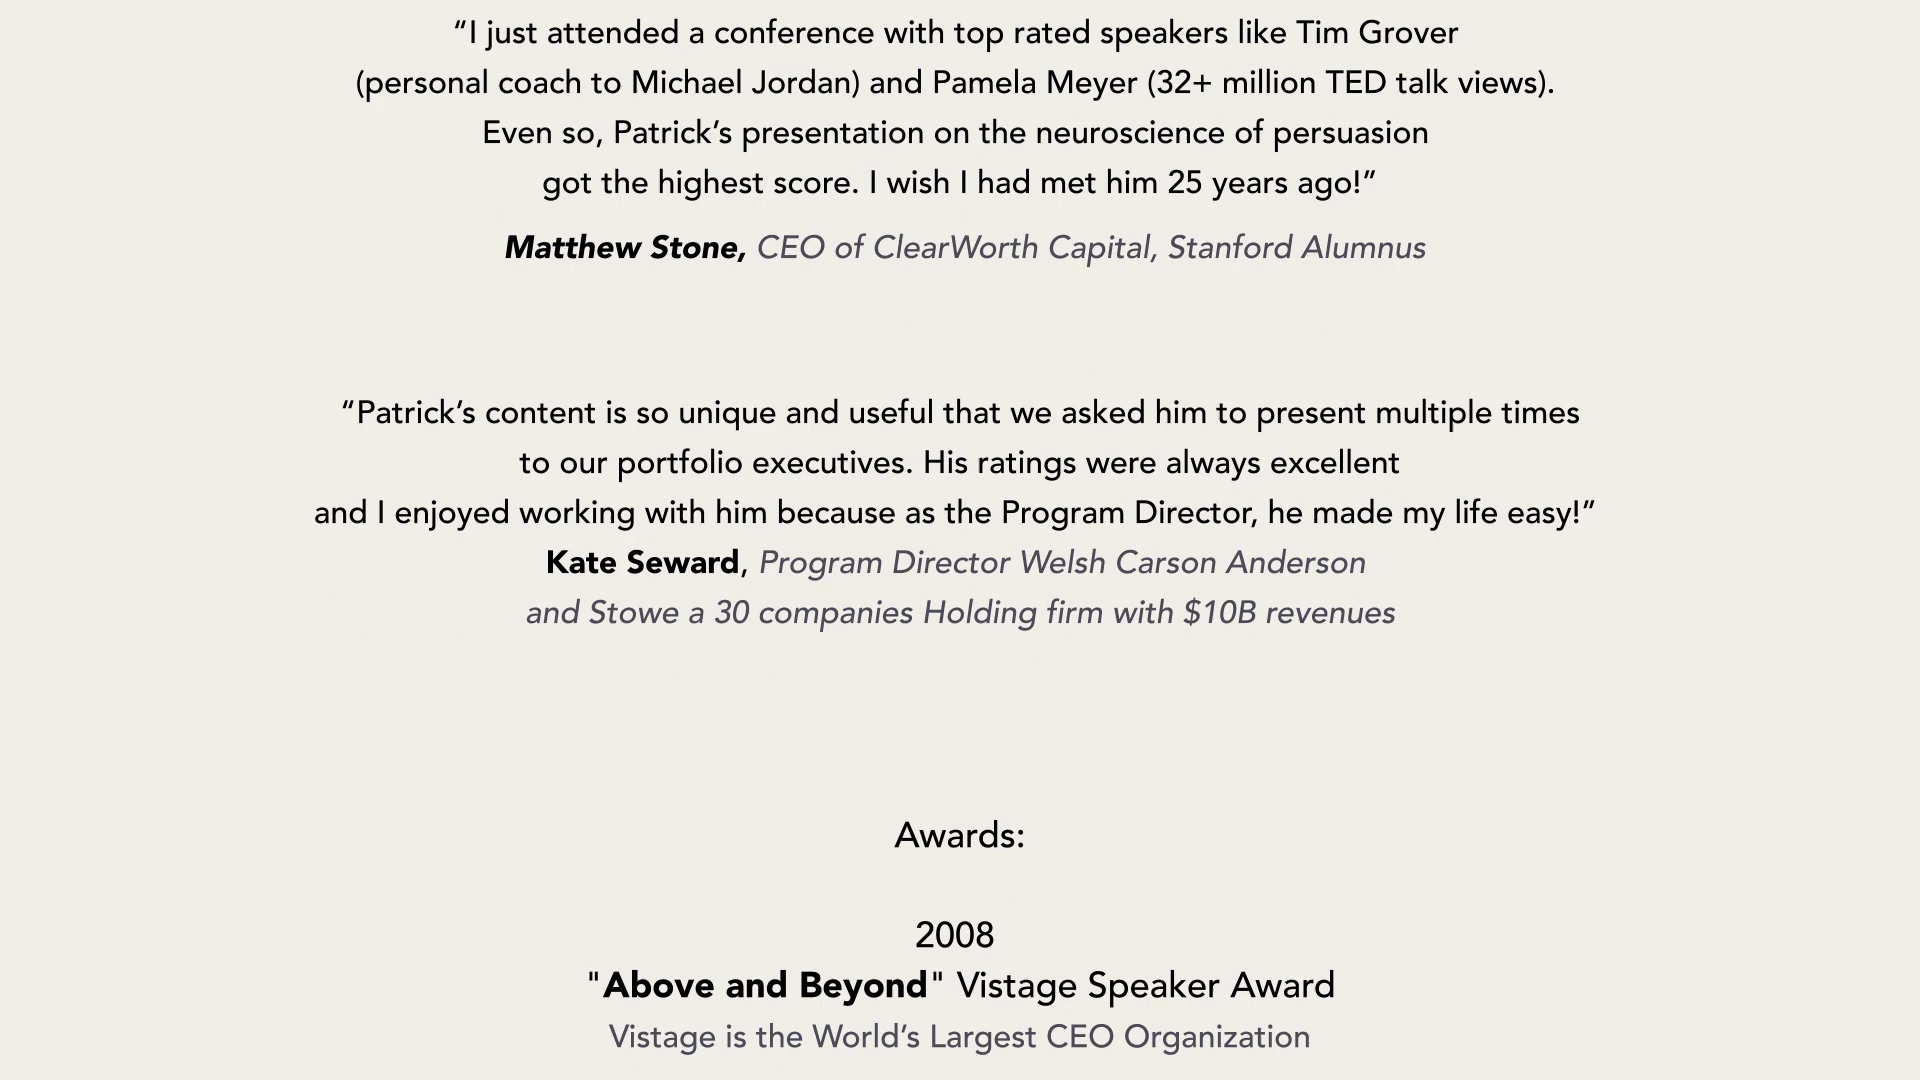 “I just attended a conference with top rated speakers like Tim Grover
(personal coach to Michael Jordan) and Pamela Meyer (32+ million TED talk views).
Even so, Patrick’s presentation on the neuroscience of persuasion
got the highest score. I wish I had met him 25 years ago!”
Matthew Stone, CEO of ClearWorth Capital, Stanford Alumnus
“Patrick’s content is so unique and useful that we asked him to present multiple times
to our portfolio executives. His ratings were always excellent
and I enjoyed working with him because as the Program Director, he made my life easy!”
Kate Seward, Program Director Welsh Carson Anderson
and Stowe a 30 companies Holding firm with $10B revenues
Awards:
2008
"Above and Beyond" Vistage Speaker Award
Vistage is the World’s Largest CEO Organization